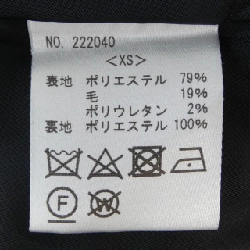 NO. 222040
<XS>
表地 ポリエステル 79%
毛 19%
ポリウレタン 2%
裏地 ポリエステル 100%
F W